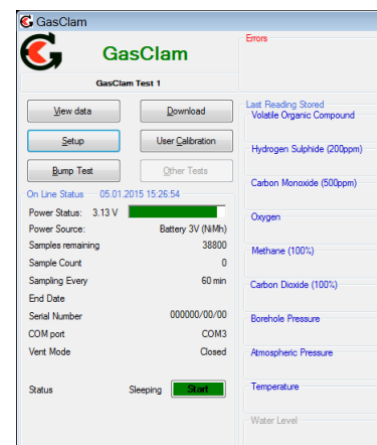 GasClam
GasClam
GasClam Test 1
View data
Download
Setup
User Calibration
Bump Test
Other Tests
On Line Status 05.01.2015 15:26:54
Power Status: 3.13 V
Power Source: Battery 3V (NiMh)
Samples remaining 38800
Sample Count 0
Sampling Every 60 min
End Date
Serial Number 000000/00/00
COM port COM3
Vent Mode Closed
Status Sleeping Start
Errors
Last Reading Stored
Volatile Organic Compound
Hydrogen Sulphide (200ppm)
Carbon Monoxide (500ppm)
Oxygen
Methane (100%)
Carbon Dioxide (100%)
Borehole Pressure
Atmospheric Pressure
Temperature
Water Level